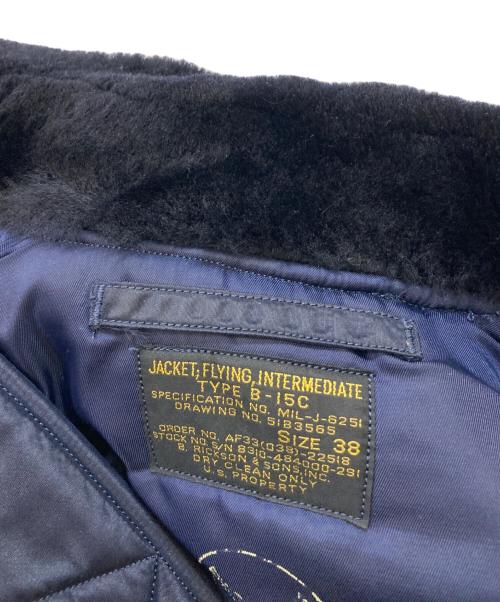 JACKET, FLYING, INTERMEDIATE
TYPE B-15C
SPECIFICATION NO. MIL-J-6251
DRAWING NO. 51B3565
SIZE 38
ORDER NO. AF33(038)-22518
STOCK NO. S/N 8310-484000-291
B. RICKSON & SONS, INC.
DRY CLEAN ONLY
U.S. PROPERTY